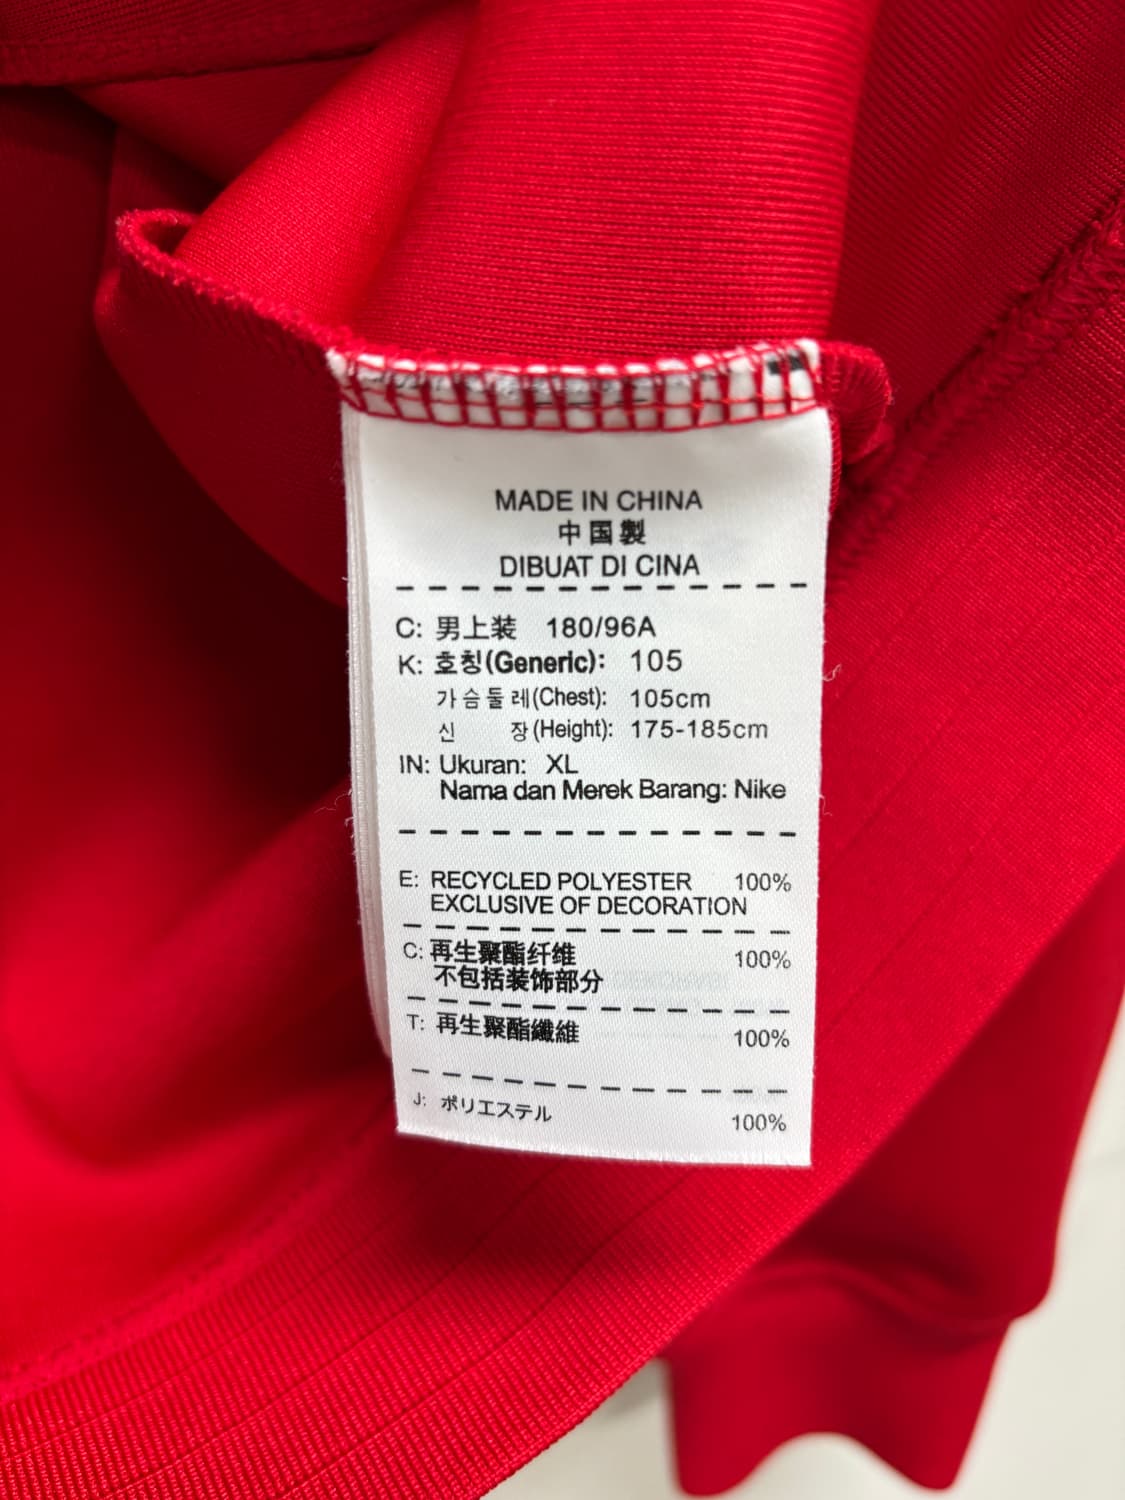 MADE IN CHINA
中国製
DIBUAT DI CINA
C: 男上装 180/96A
K: 호칭(Generic): 105
가슴둘레(Chest): 105cm
신 장(Height): 175-185cm
IN: Ukuran: XL
Nama dan Merek Barang: Nike
E: RECYCLED POLYESTER 100%
EXCLUSIVE OF DECORATION
C: 再生聚酯纤维 100%
不包括装饰部分
T: 再生聚酯纖維 100%
J: ポリエステル 100%